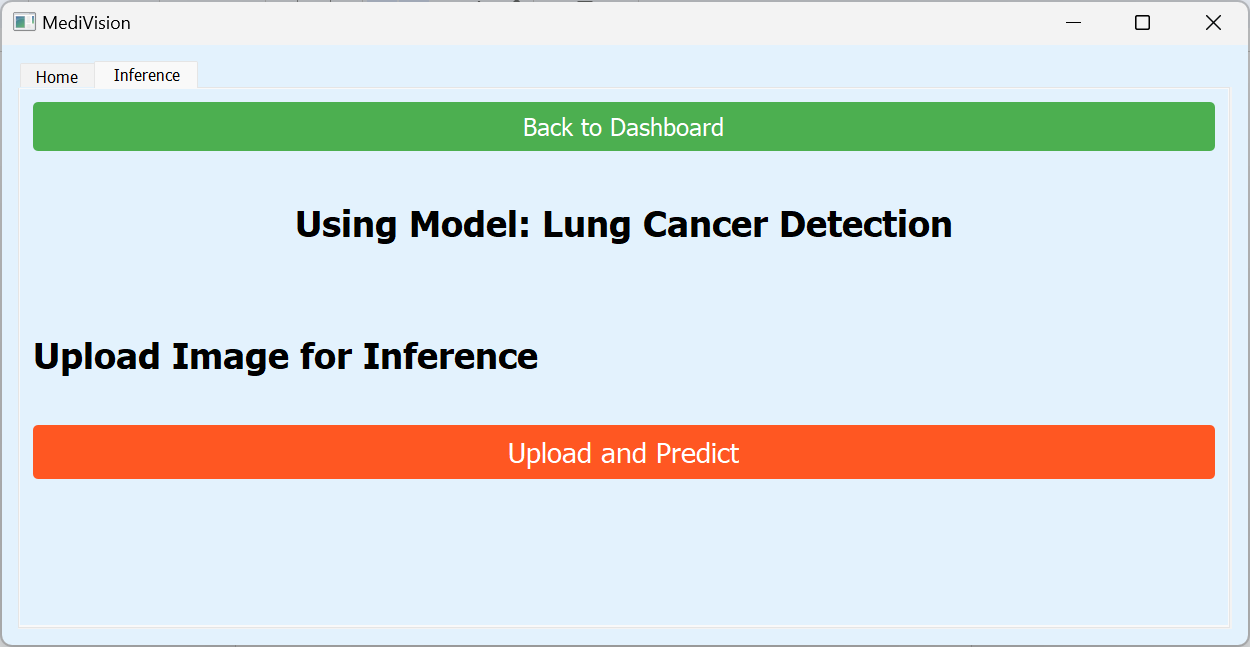 MediVision
Home
Inference
Back to Dashboard
Using Model: Lung Cancer Detection
Upload Image for Inference
Upload and Predict